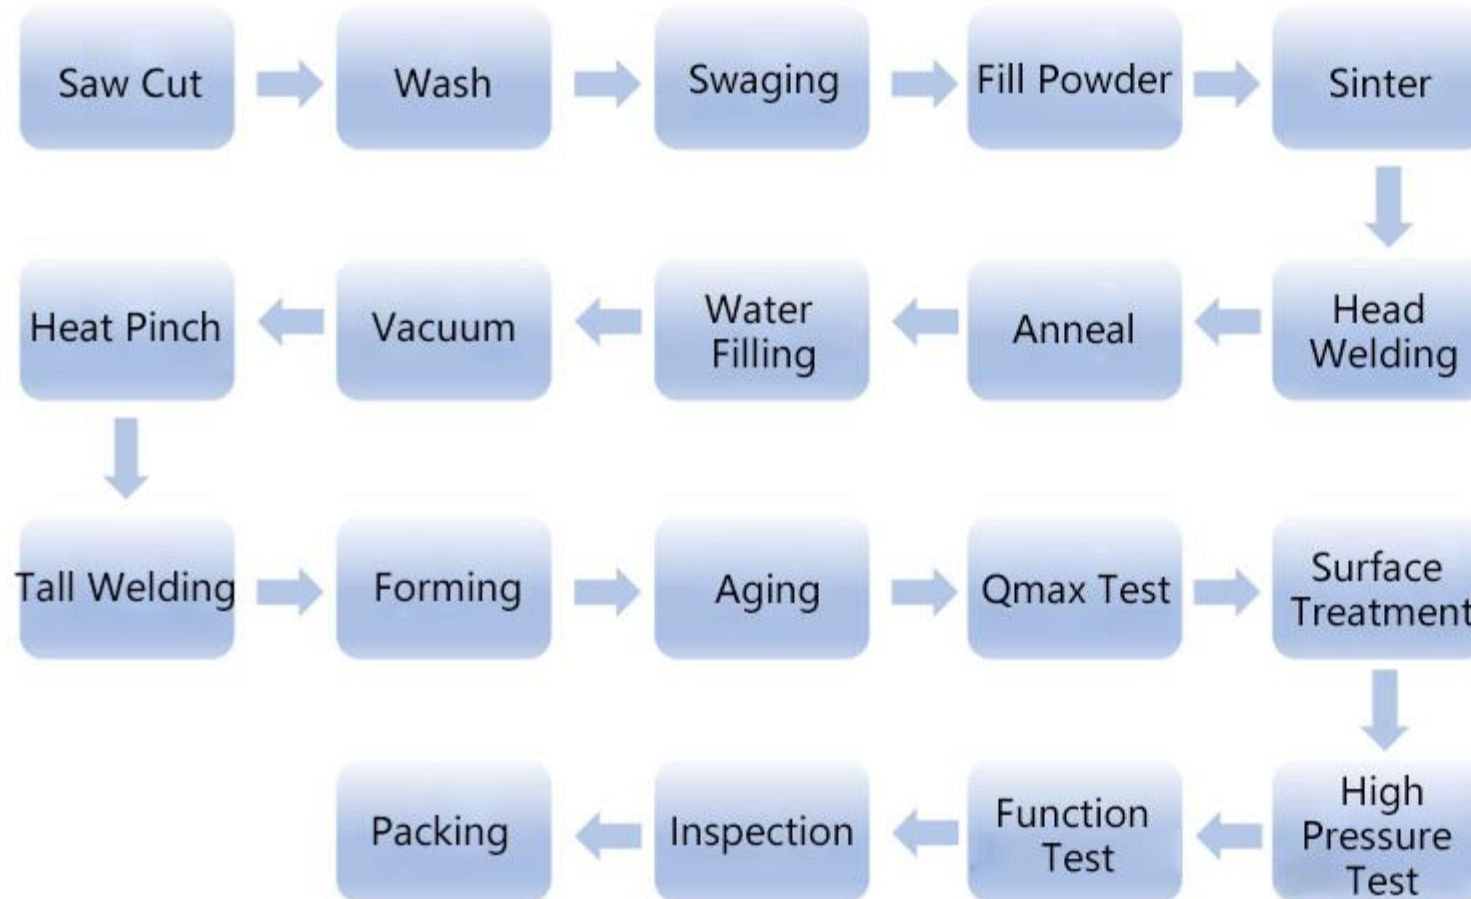 Saw Cut
Wash
Swaging
Fill Powder
Sinter
Head
Welding
Anneal
Water
Filling
Vacuum
Heat Pinch
Tall Welding
Forming
Aging
Qmax Test
Surface
Treatment
High
Pressure
Test
Function
Test
Inspection
Packing